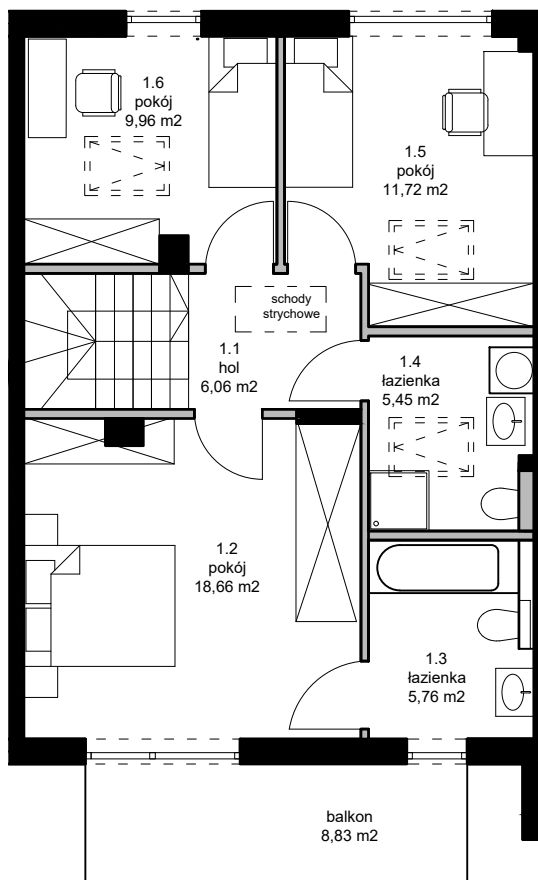 1.6
pokój
9,96 m2
1.5
pokój
11,72 m2
schody
strychowe
1.1
hol
6,06 m2
1.4
łazienka
5,45 m2
1.2
pokój
18,66 m2
1.3
łazienka
5,76 m2
balkon
8,83 m2